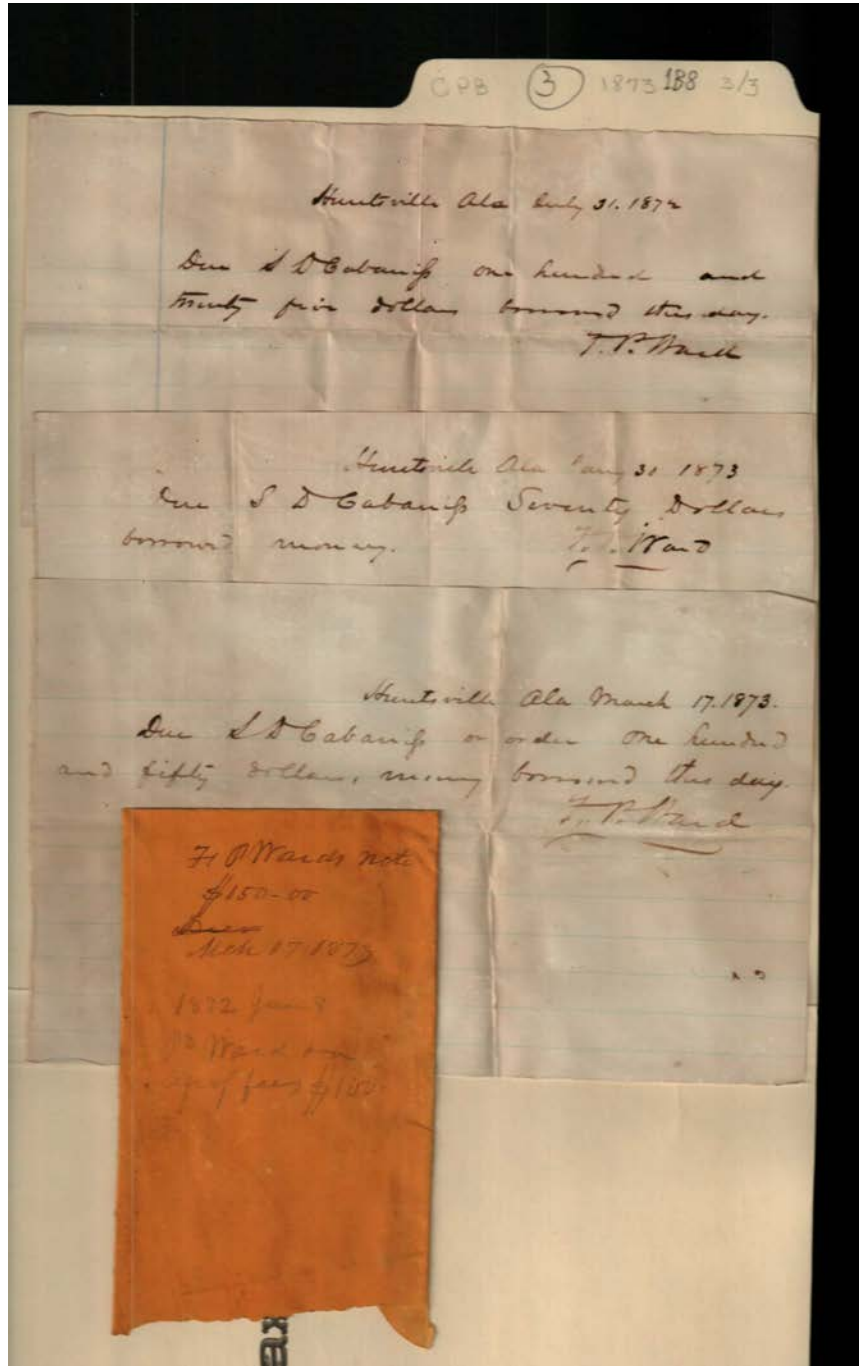 CPB 3 1873 188 3/3
Huntsville Ala July 31. 1872
Due S D Cabaniss one hundred and
twenty five dollars borrowed this day.
F. P. Ward
Huntsville Ala Jany 31 1873
Due S D Cabaniss Seventy Dollars
borrowed money. F. P. Ward
Huntsville Ala March 17. 1873.
Due S D Cabaniss or order one hundred
and fifty dollars, money borrowed this day.
F. P. Ward
F P Wards note
$150-00
Mch 17. 1873
Ward
fees $100